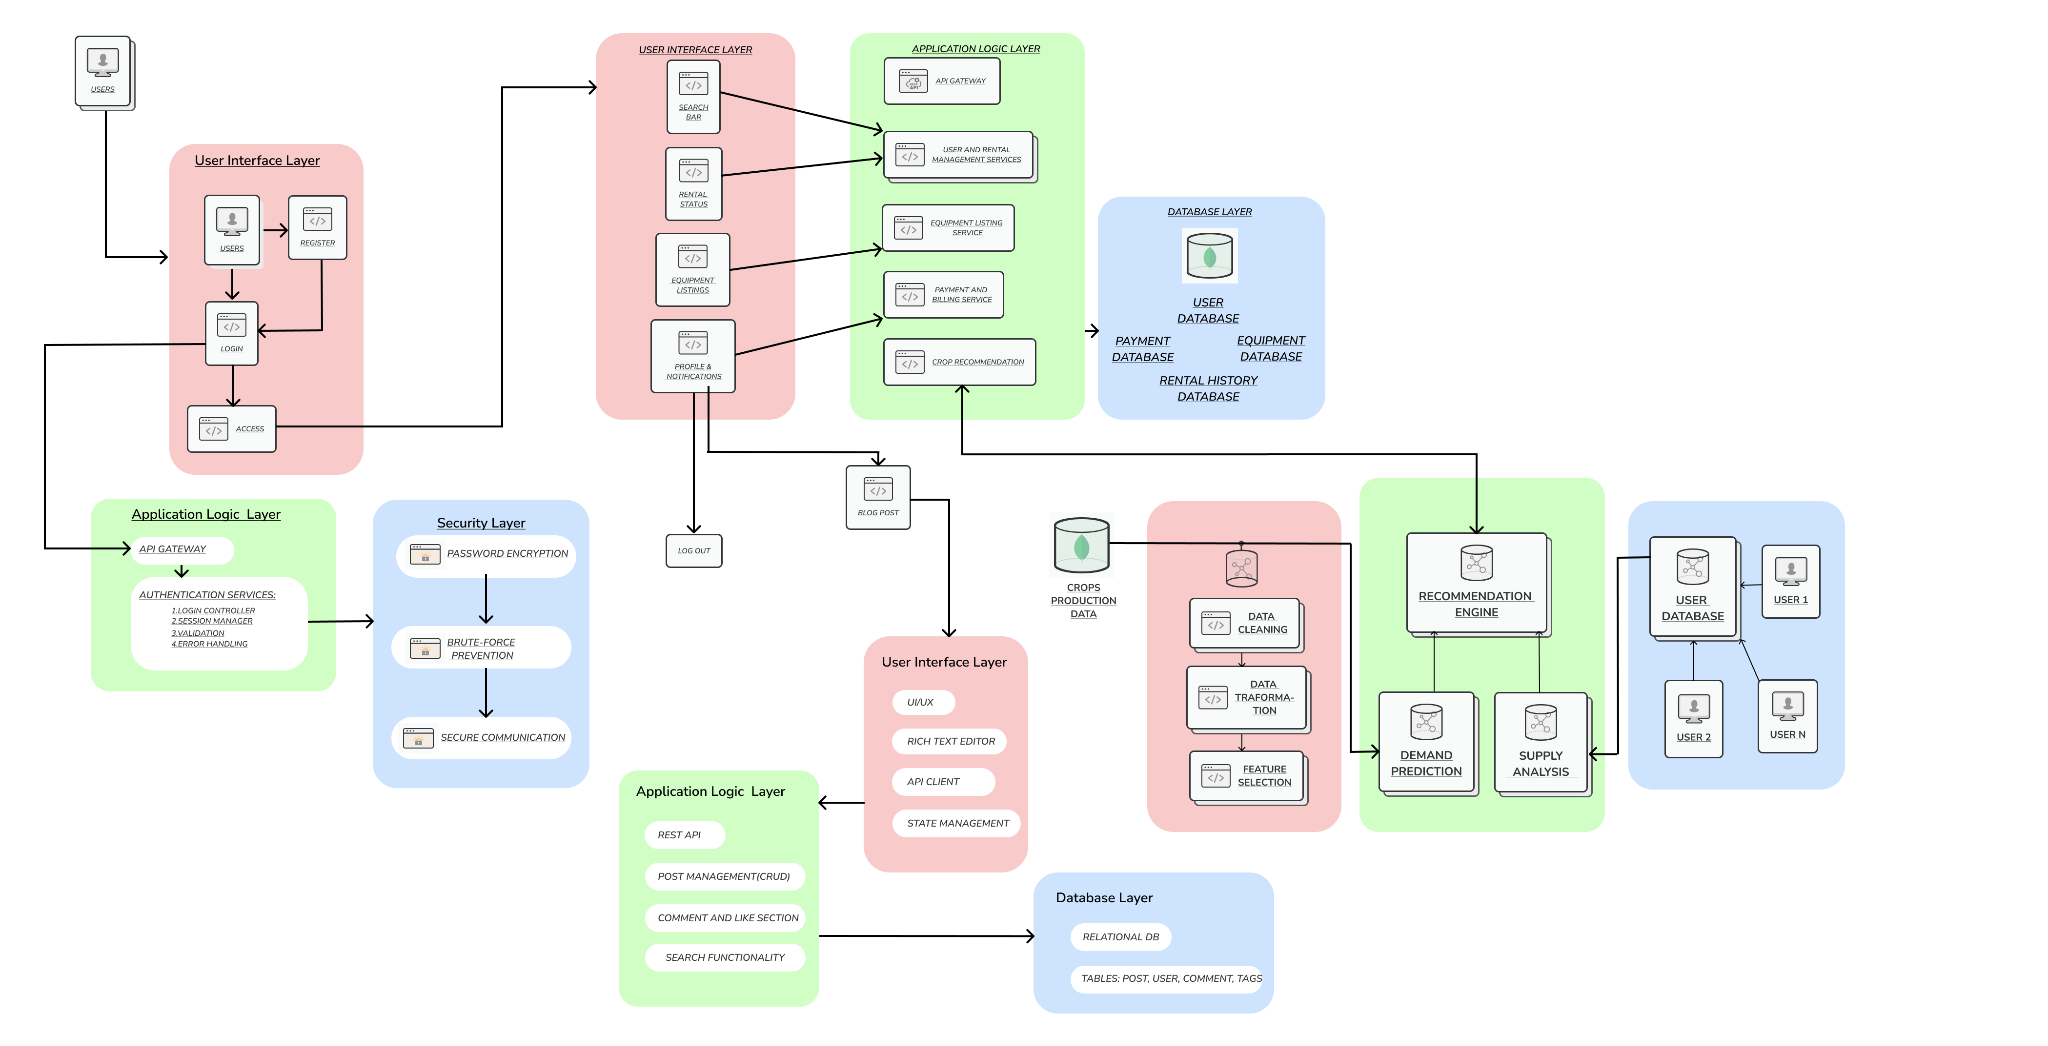 USERS
User Interface Layer
USERS
REGISTER
LOGIN
ACCESS
Application Logic Layer
API GATEWAY
AUTHENTICATION SERVICES:
1.LOGIN CONTROLLER
2.SESSION MANAGER
3.VALIDATION
4.ERROR HANDLING
Security Layer
PASSWORD ENCRYPTION
BRUTE-FORCE
PREVENTION
SECURE COMMUNICATION
USER INTERFACE LAYER
SEARCH
BAR
RENTAL
STATUS
EQUIPMENT
LISTINGS
PROFILE &
NOTIFICATIONS
LOG OUT
BLOG POST
APPLICATION LOGIC LAYER
API GATEWAY
USER AND RENTAL
MANAGEMENT SERVICES
EQUIPMENT LISTING
SERVICE
PAYMENT AND
BILLING SERVICE
CROP RECOMMENDATION
DATABASE LAYER
USER
DATABASE
PAYMENT
DATABASE
EQUIPMENT
DATABASE
RENTAL HISTORY
DATABASE
User Interface Layer
UI/UX
RICH TEXT EDITOR
API CLIENT
STATE MANAGEMENT
Application Logic Layer
REST API
POST MANAGEMENT(CRUD)
COMMENT AND LIKE SECTION
SEARCH FUNCTIONALITY
Database Layer
RELATIONAL DB
TABLES: POST, USER, COMMENT, TAGS
CROPS
PRODUCTION
DATA
DATA
CLEANING
DATA
TRAFORMA-
TION
FEATURE
SELECTION
RECOMMENDATION
ENGINE
DEMAND
PREDICTION
SUPPLY
ANALYSIS
USER
DATABASE
USER 1
USER 2
USER N